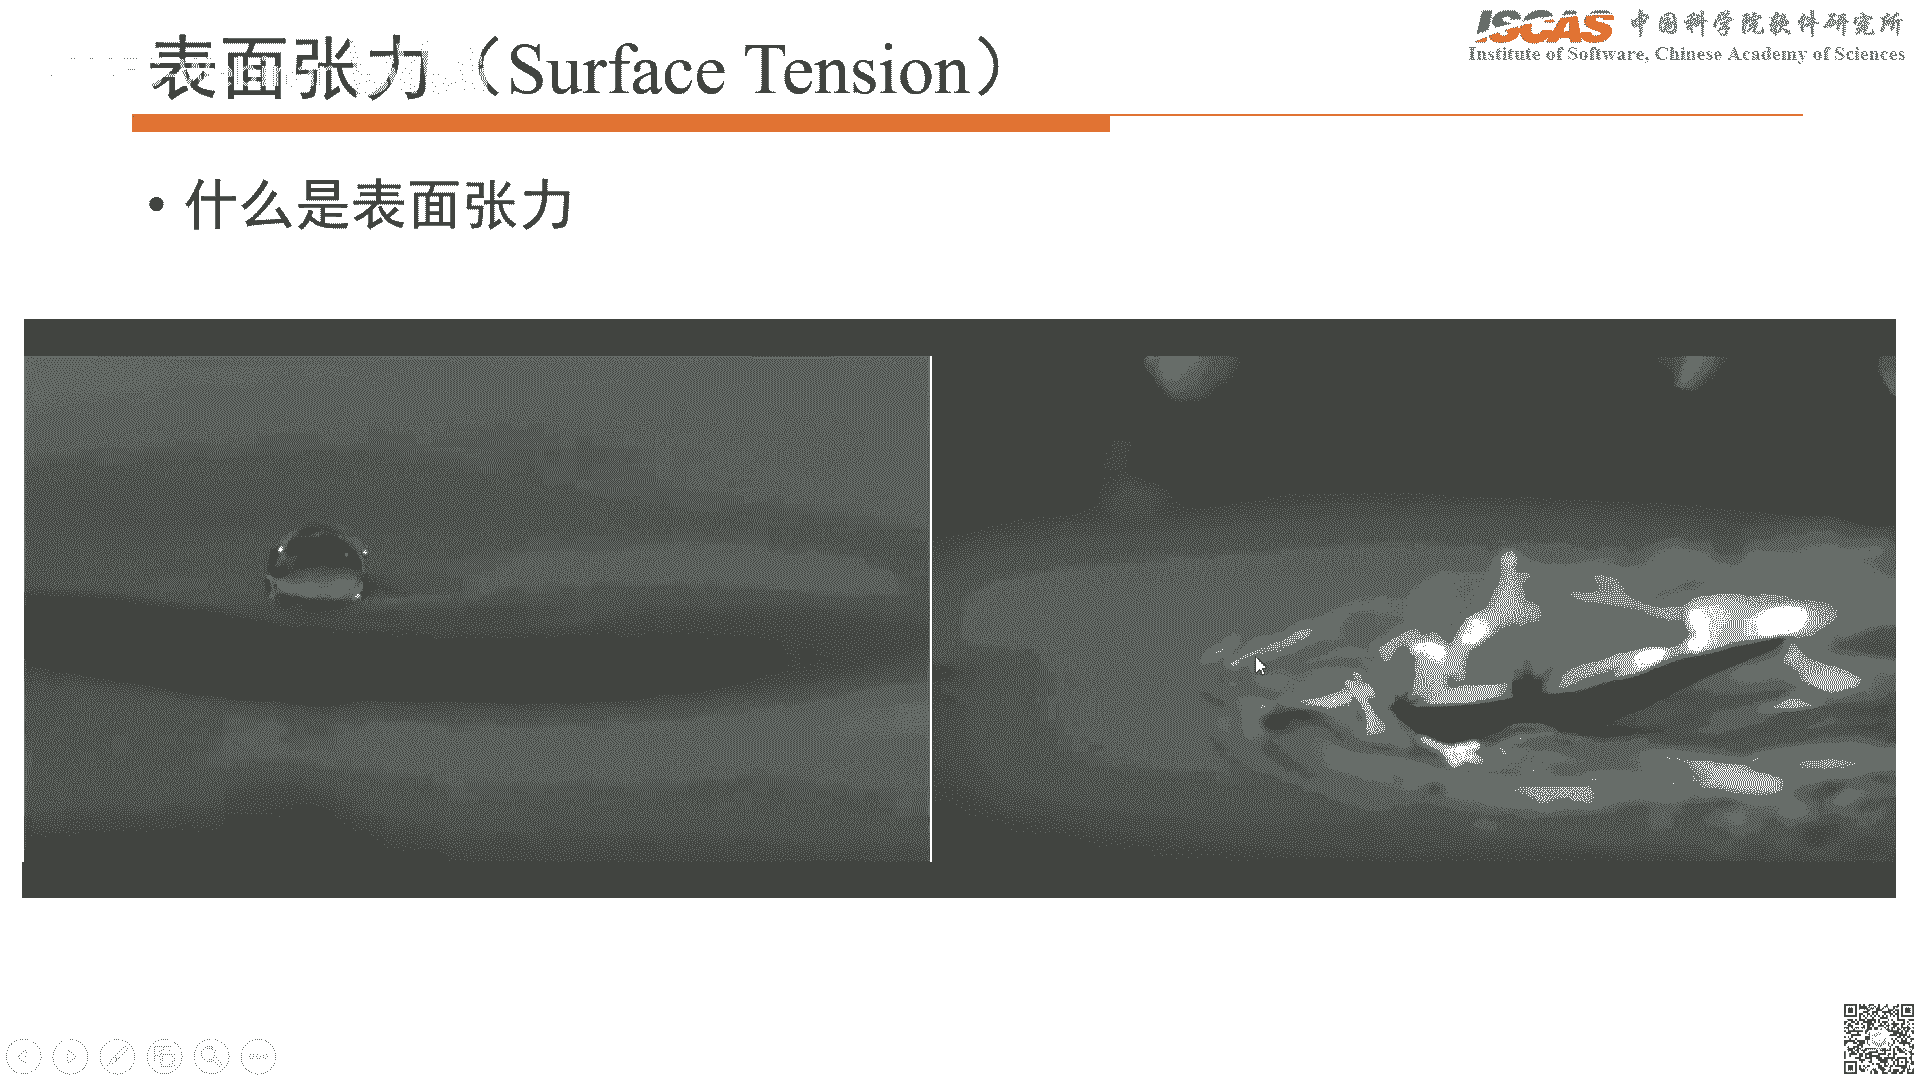 表面张力（Surface Tension）
ISCAS 中国科学院软件研究所
Institute of Software, Chinese Academy of Sciences
• 什么是表面张力